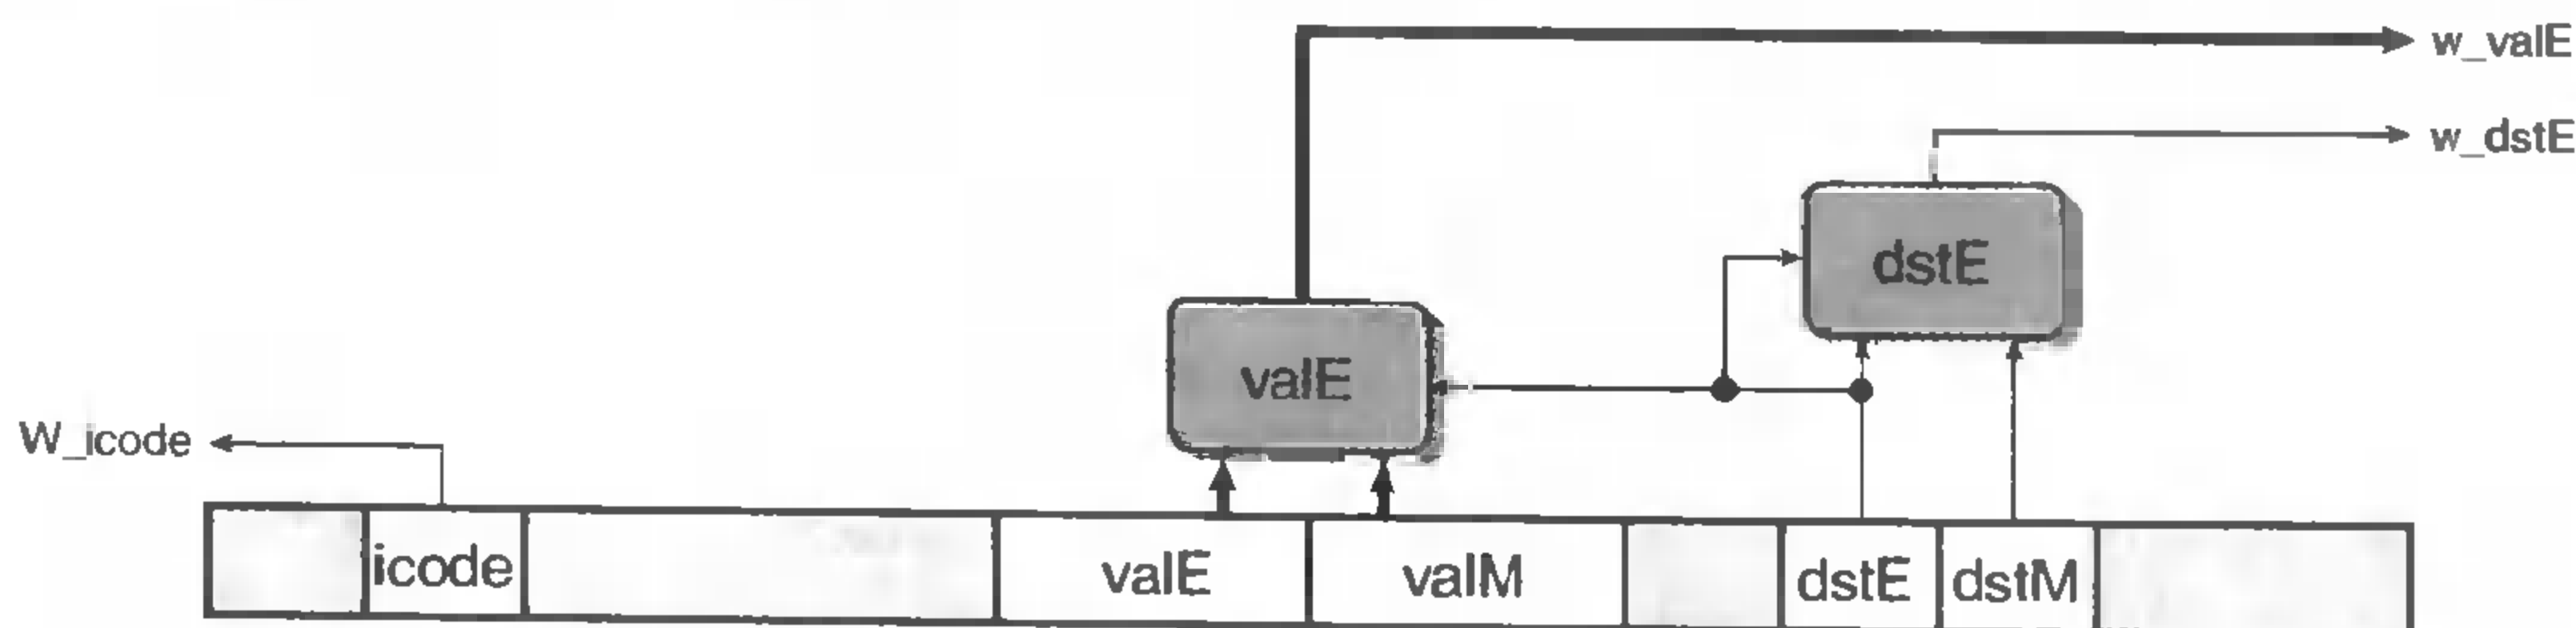 w_valE
w_dstE
dstE
valE
W_icode
icode valE valM dstE dstM